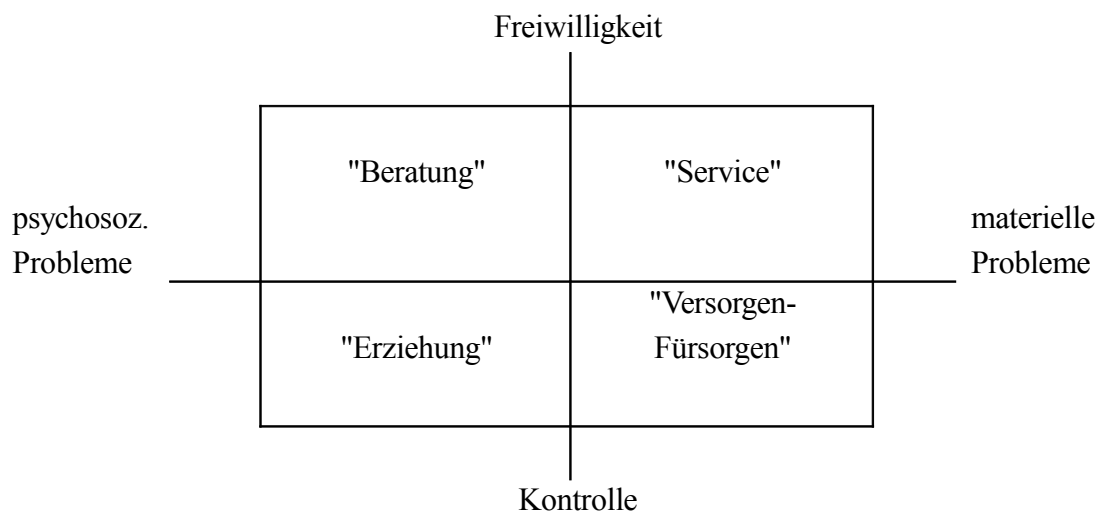 Freiwilligkeit
"Beratung"
"Service"
psychosoz.
Probleme
materielle
Probleme
"Erziehung"
"Versorgen-
Fürsorgen"
Kontrolle